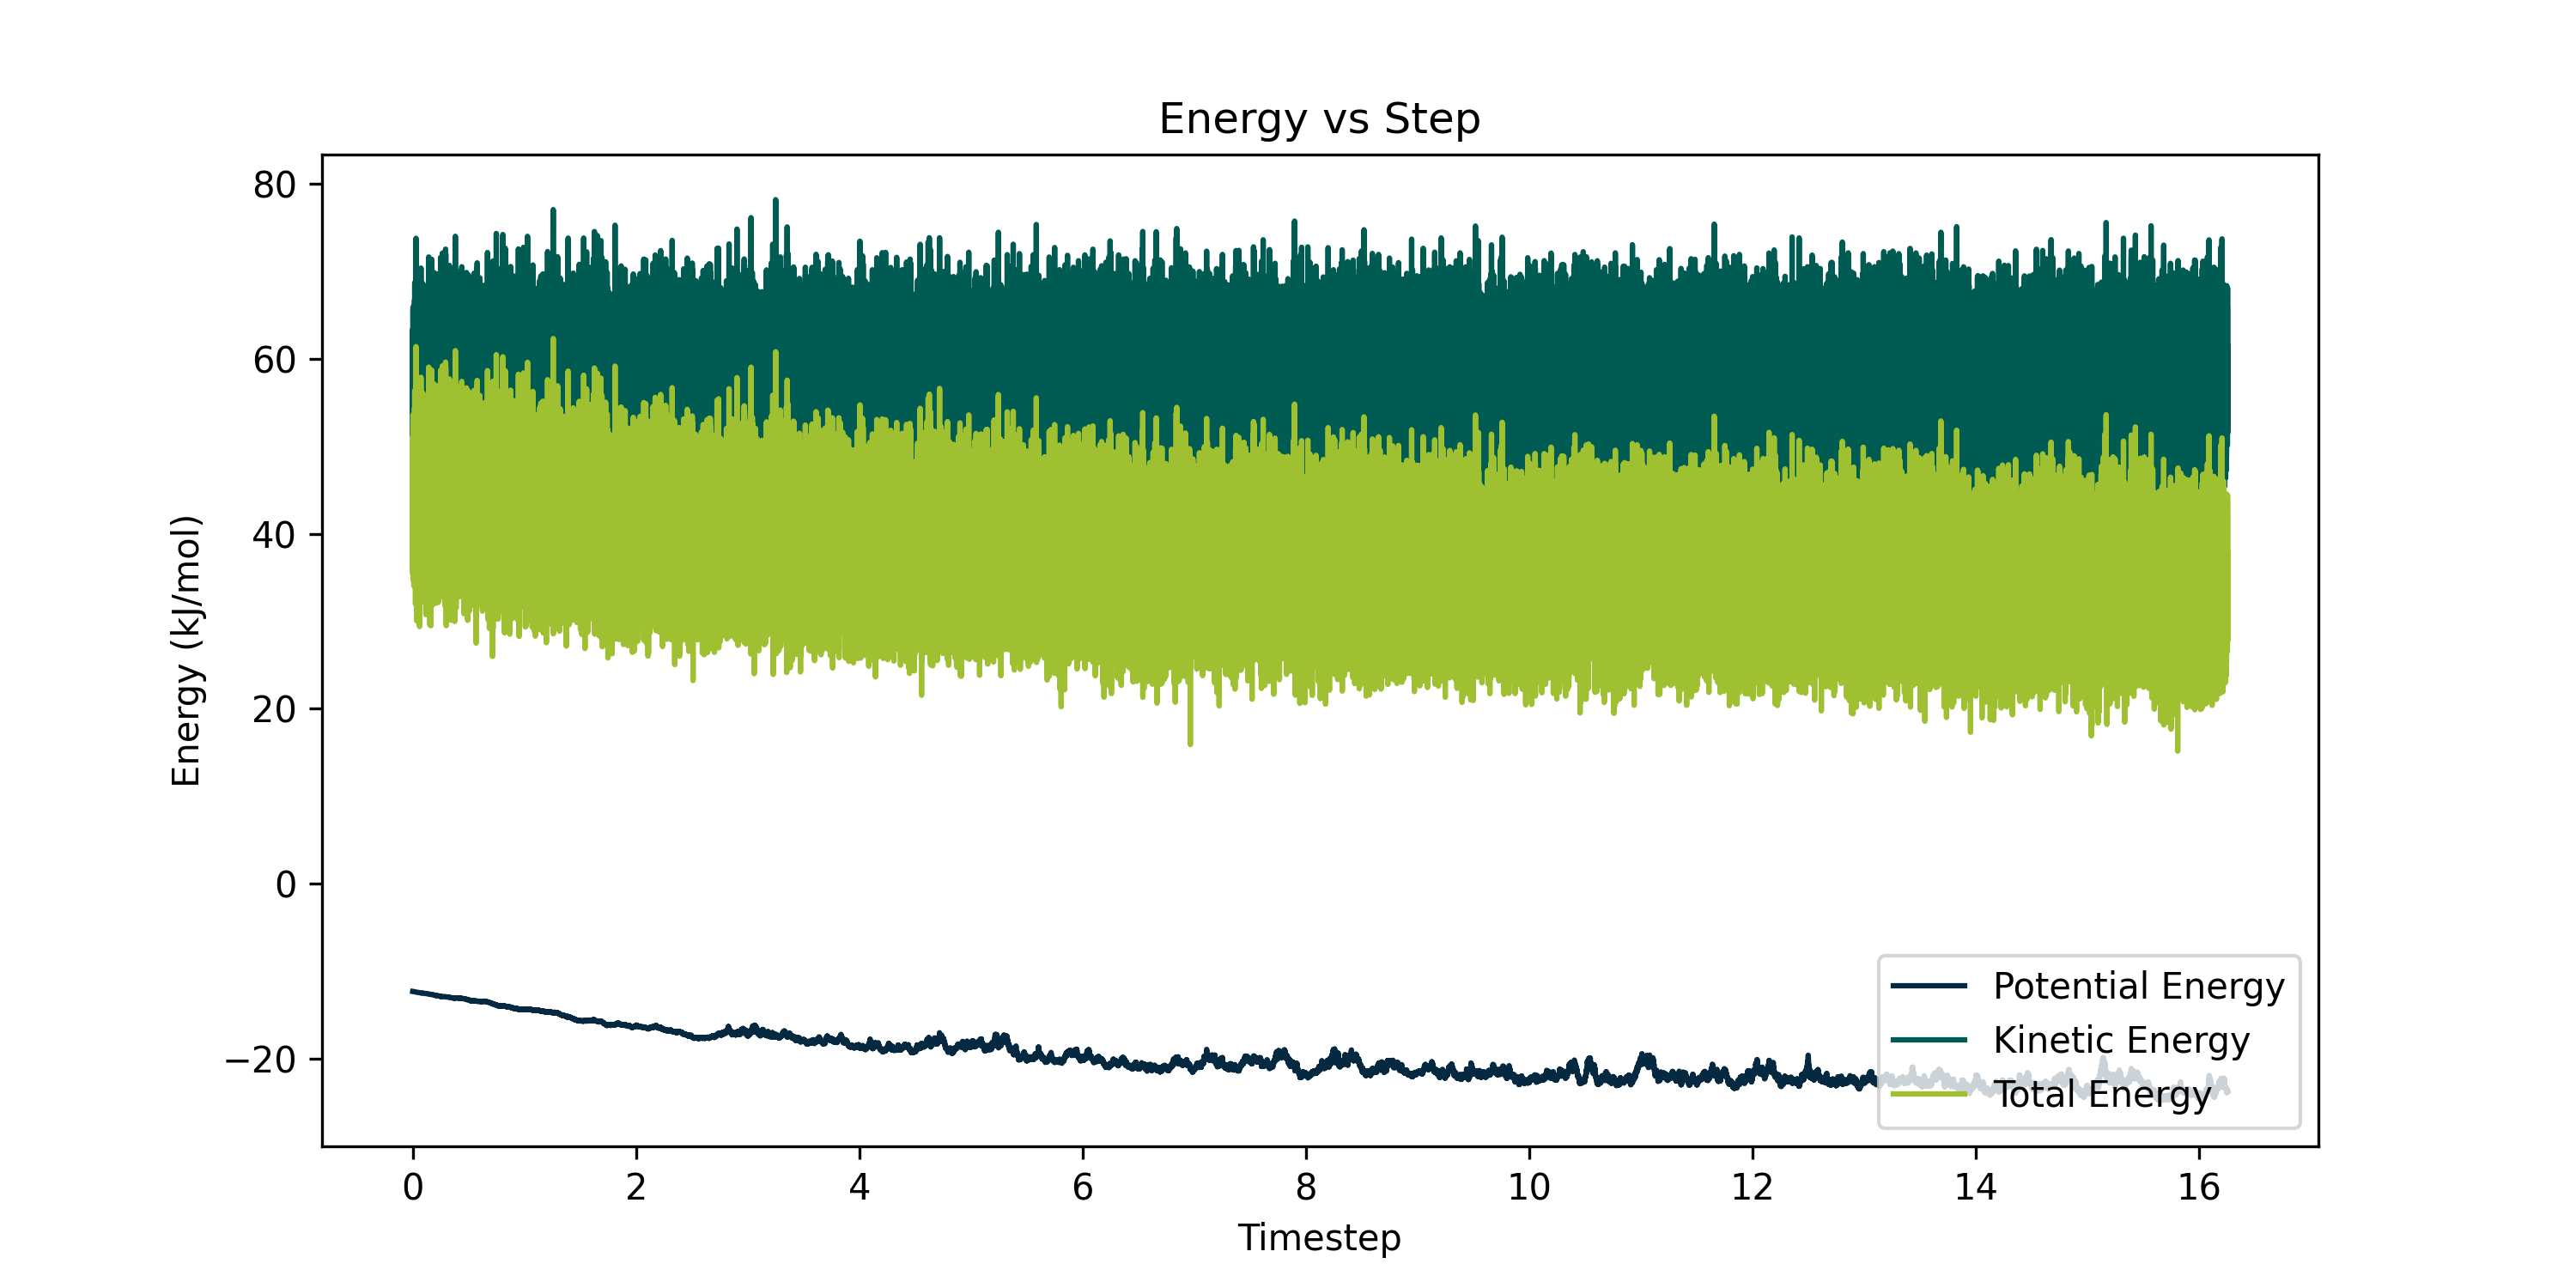 Energy vs Step
80
60
40
20
0
−20
Energy (kJ/mol)
0 2 4 6 8 10 12 14 16
Timestep
Potential Energy
Kinetic Energy
Total Energy